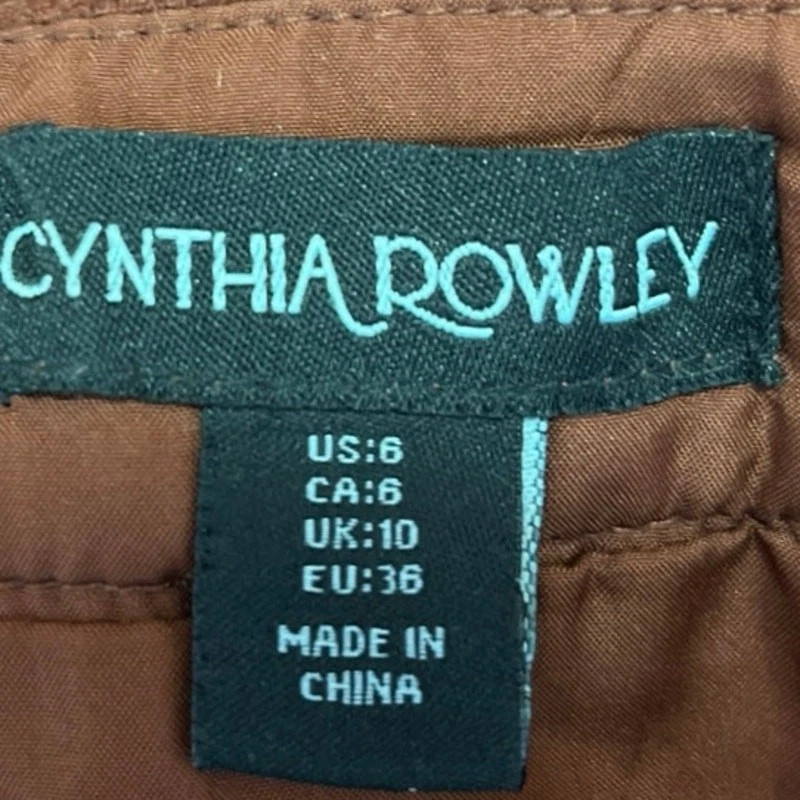 CYNTHIA ROWLEY
US:6
CA:6
UK:10
EU:36
MADE IN
CHINA